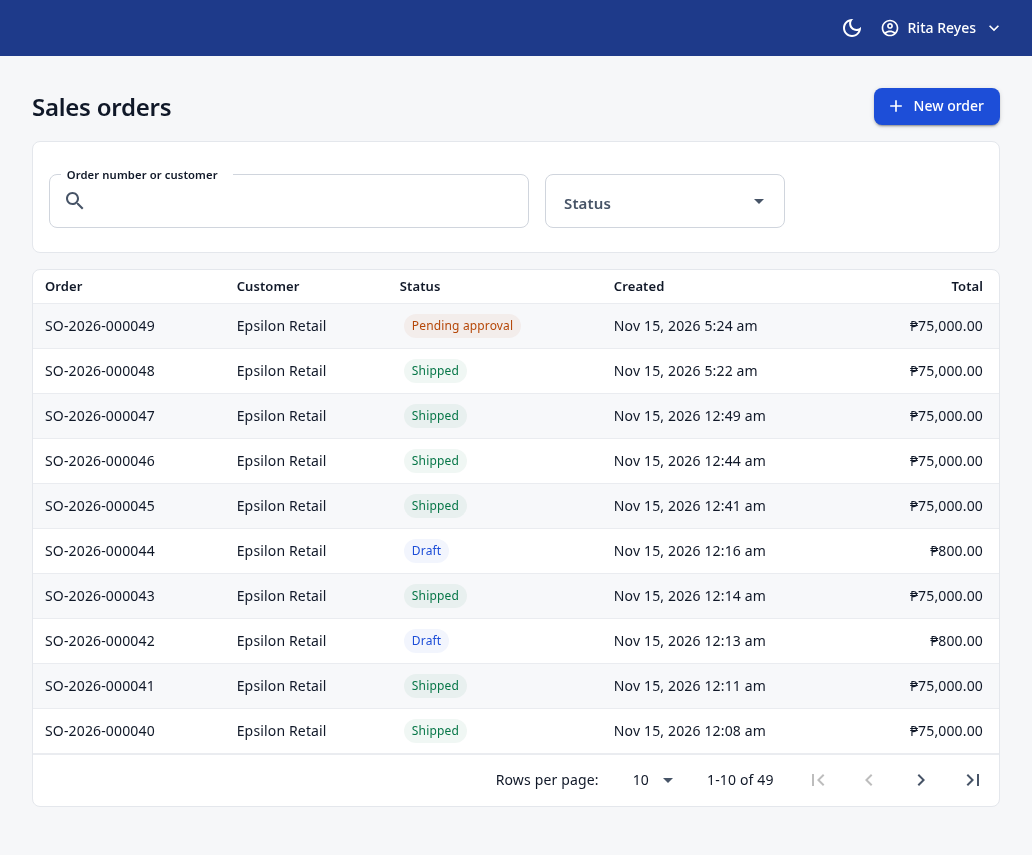 Rita Reyes
Sales orders
New order
Order number or customer
Status
Order Customer Status Created Total
SO-2026-000049 Epsilon Retail Pending approval Nov 15, 2026 5:24 am ₱75,000.00
SO-2026-000048 Epsilon Retail Shipped Nov 15, 2026 5:22 am ₱75,000.00
SO-2026-000047 Epsilon Retail Shipped Nov 15, 2026 12:49 am ₱75,000.00
SO-2026-000046 Epsilon Retail Shipped Nov 15, 2026 12:44 am ₱75,000.00
SO-2026-000045 Epsilon Retail Shipped Nov 15, 2026 12:41 am ₱75,000.00
SO-2026-000044 Epsilon Retail Draft Nov 15, 2026 12:16 am ₱800.00
SO-2026-000043 Epsilon Retail Shipped Nov 15, 2026 12:14 am ₱75,000.00
SO-2026-000042 Epsilon Retail Draft Nov 15, 2026 12:13 am ₱800.00
SO-2026-000041 Epsilon Retail Shipped Nov 15, 2026 12:11 am ₱75,000.00
SO-2026-000040 Epsilon Retail Shipped Nov 15, 2026 12:08 am ₱75,000.00
Rows per page: 10 1-10 of 49